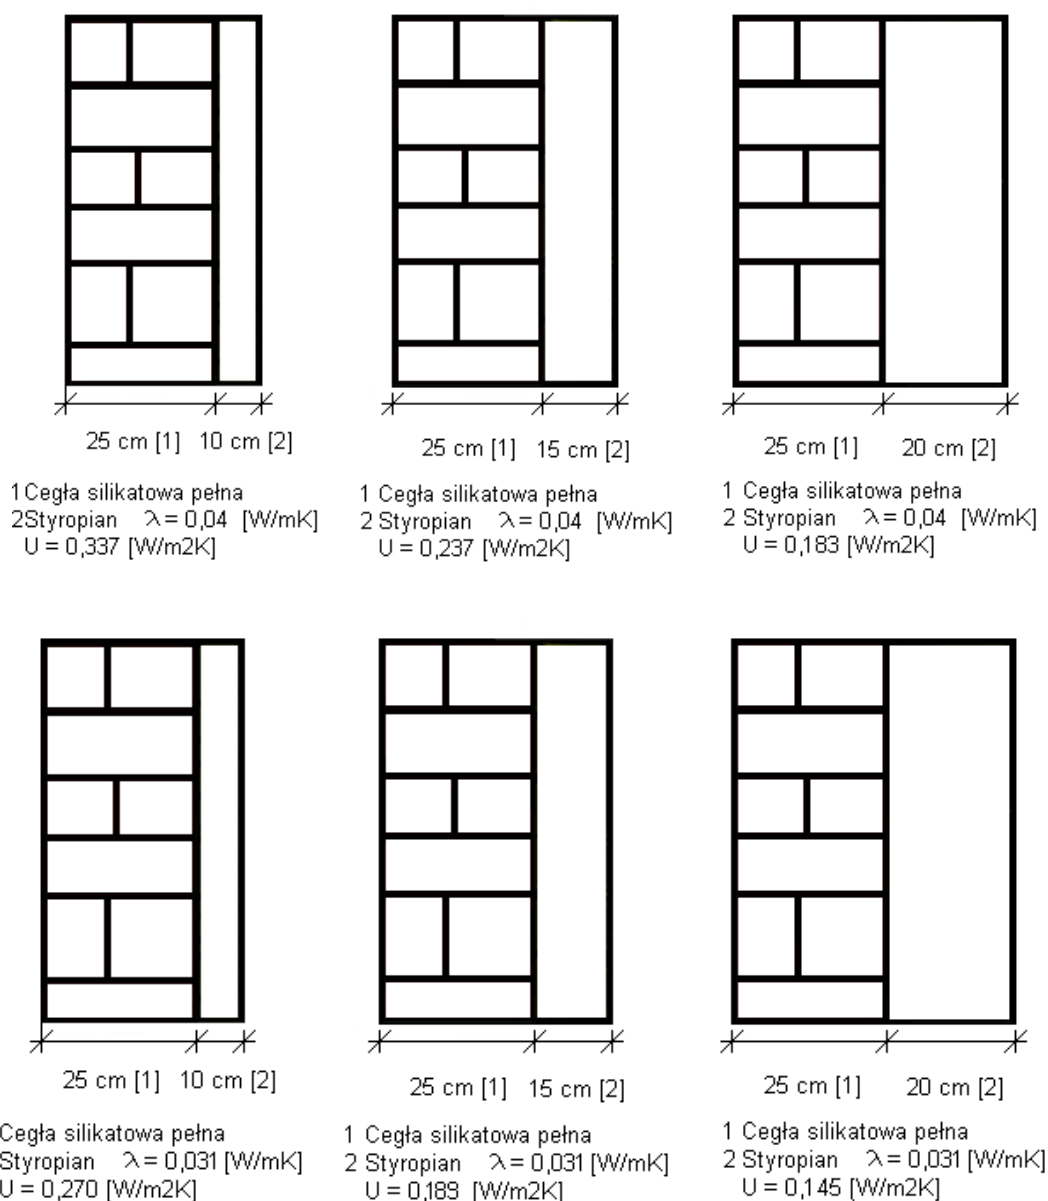 25 cm [1] 10 cm [2]
1Cegła silikatowa pełna
2Styropian λ = 0,04 [W/mK]
U = 0,337 [W/m2K]
25 cm [1] 15 cm [2]
1 Cegła silikatowa pełna
2 Styropian λ = 0,04 [W/mK]
U = 0,237 [W/m2K]
25 cm [1] 20 cm [2]
1 Cegła silikatowa pełna
2 Styropian λ = 0,04 [W/mK]
U = 0,183 [W/m2K]
25 cm [1] 10 cm [2]
Cegła silikatowa pełna
Styropian λ = 0,031 [W/mK]
U = 0,270 [W/m2K]
25 cm [1] 15 cm [2]
1 Cegła silikatowa pełna
2 Styropian λ = 0,031 [W/mK]
U = 0,189 [W/m2K]
25 cm [1] 20 cm [2]
1 Cegła silikatowa pełna
2 Styropian λ = 0,031 [W/mK]
U = 0,145 [W/m2K]